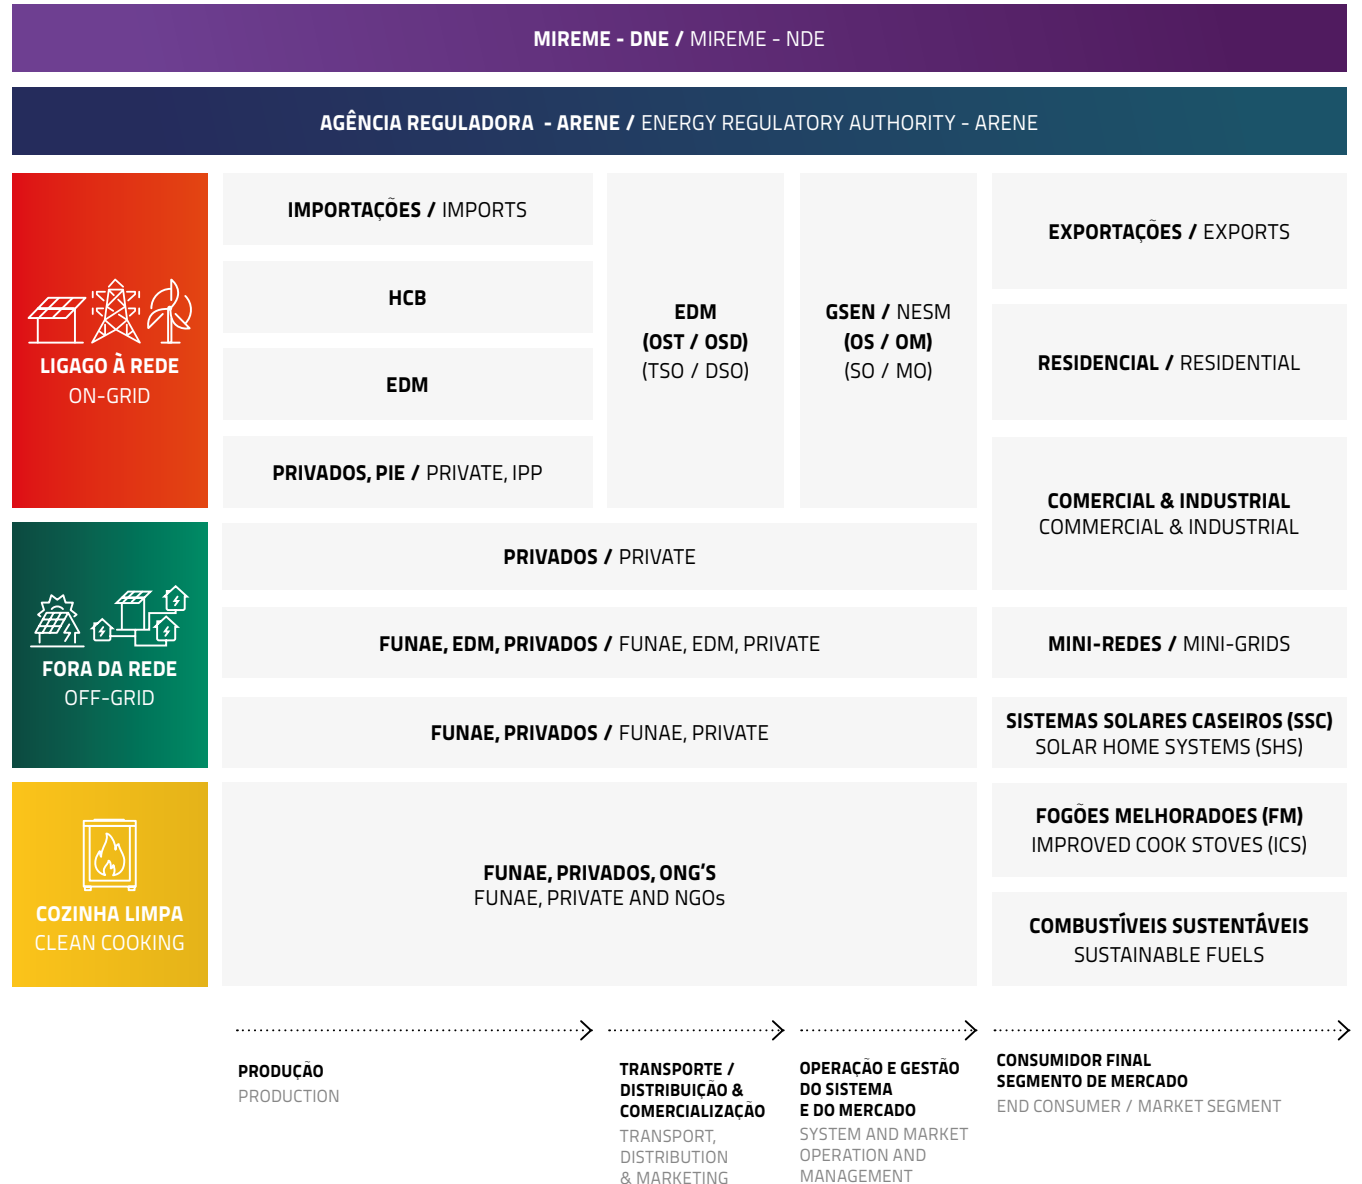 MIREME - DNE / MIREME - NDE
AGÊNCIA REGULADORA - ARENE / ENERGY REGULATORY AUTHORITY - ARENE
LIGAGO À REDE
ON-GRID
IMPORTAÇÕES / IMPORTS
HCB
EDM
PRIVADOS, PIE / PRIVATE, IPP
EDM
(OST / OSD)
(TSO / DSO)
GSEN / NESM
(OS / OM)
(SO / MO)
EXPORTAÇÕES / EXPORTS
RESIDENCIAL / RESIDENTIAL
COMERCIAL & INDUSTRIAL
COMMERCIAL & INDUSTRIAL
FORA DA REDE
OFF-GRID
PRIVADOS / PRIVATE
FUNAE, EDM, PRIVADOS / FUNAE, EDM, PRIVATE
MINI-REDES / MINI-GRIDS
FUNAE, PRIVADOS / FUNAE, PRIVATE
SISTEMAS SOLARES CASEIROS (SSC)
SOLAR HOME SYSTEMS (SHS)
COZINHA LIMPA
CLEAN COOKING
FUNAE, PRIVADOS, ONG'S
FUNAE, PRIVATE AND NGOs
FOGÕES MELHORADOES (FM)
IMPROVED COOK STOVES (ICS)
COMBUSTÍVEIS SUSTENTÁVEIS
SUSTAINABLE FUELS
PRODUÇÃO
PRODUCTION
TRANSPORTE /
DISTRIBUIÇÃO &
COMERCIALIZAÇÃO
TRANSPORT,
DISTRIBUTION
& MARKETING
OPERAÇÃO E GESTÃO
DO SISTEMA
E DO MERCADO
SYSTEM AND MARKET
OPERATION AND
MANAGEMENT
CONSUMIDOR FINAL
SEGMENTO DE MERCADO
END CONSUMER / MARKET SEGMENT